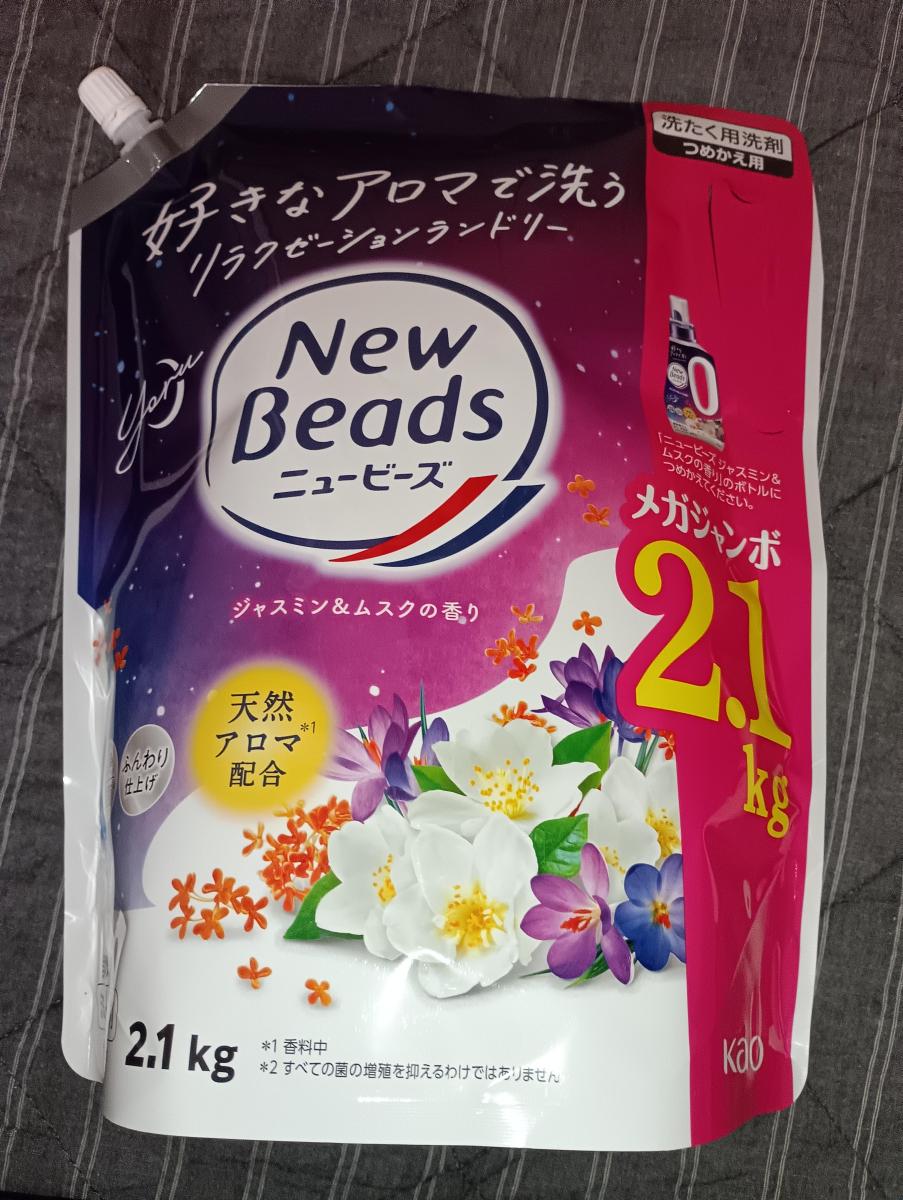 洗たく用洗剤
つめかえ用
好きなアロマで洗う
リラクゼーションランドリー
Yoru
New
Beads
ニュービーズ
「ニュービーズ ジャスミン&
ムスクの香り」のボトルに
つめかえてください。
メガジャンボ
2.1
kg
ジャスミン&ムスクの香り
天然
アロマ*1
配合
ふんわり
仕上げ
2.1 kg
*1 香料中
*2 すべての菌の増殖を抑えるわけではありません
Kao